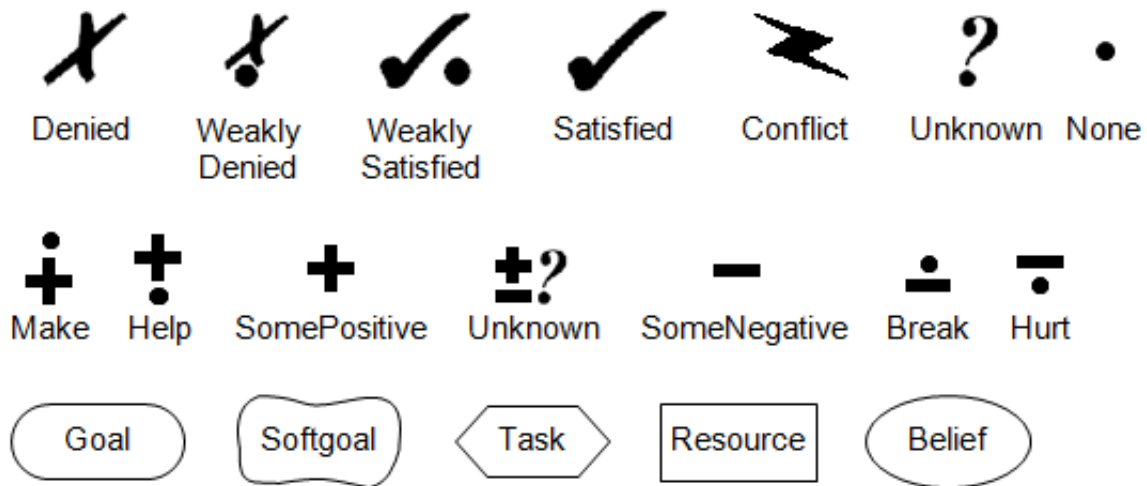 Denied Weakly Denied Weakly Satisfied Satisfied Conflict Unknown None
Make Help SomePositive Unknown SomeNegative Break Hurt
Goal Softgoal Task Resource Belief